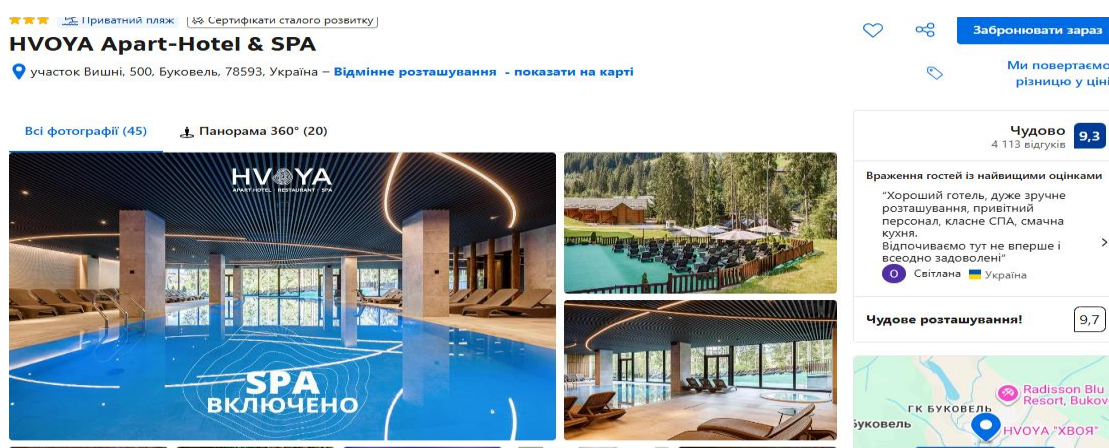 Приватний пляж
Сертифікати сталого розвитку
HVOYA Apart-Hotel & SPA
участок Вишні, 500, Буковель, 78593, Україна – Відмінне розташування - показати на карті
Забронювати зараз
Ми повертаємо
різницю у ціні
Всі фотографії (45)
Панорама 360° (20)
HVOYA
APART HOTEL RESTAURANT SPA
SPA
ВКЛЮЧЕНО
Чудово
4 113 відгуків
9,3
Враження гостей із найвищими оцінками
“Хороший готель, дуже зручне
розташування, привітний
персонал, класне СПА, смачна
кухня.
Відпочиваємо тут не вперше і
всеодно задоволені”
О
Світлана
Україна
Чудове розташування!
9,7
Radisson Blu
Resort, Bukov
ГК БУКОВЕЛЬ
Буковель
HVOYA "ХВОЯ"